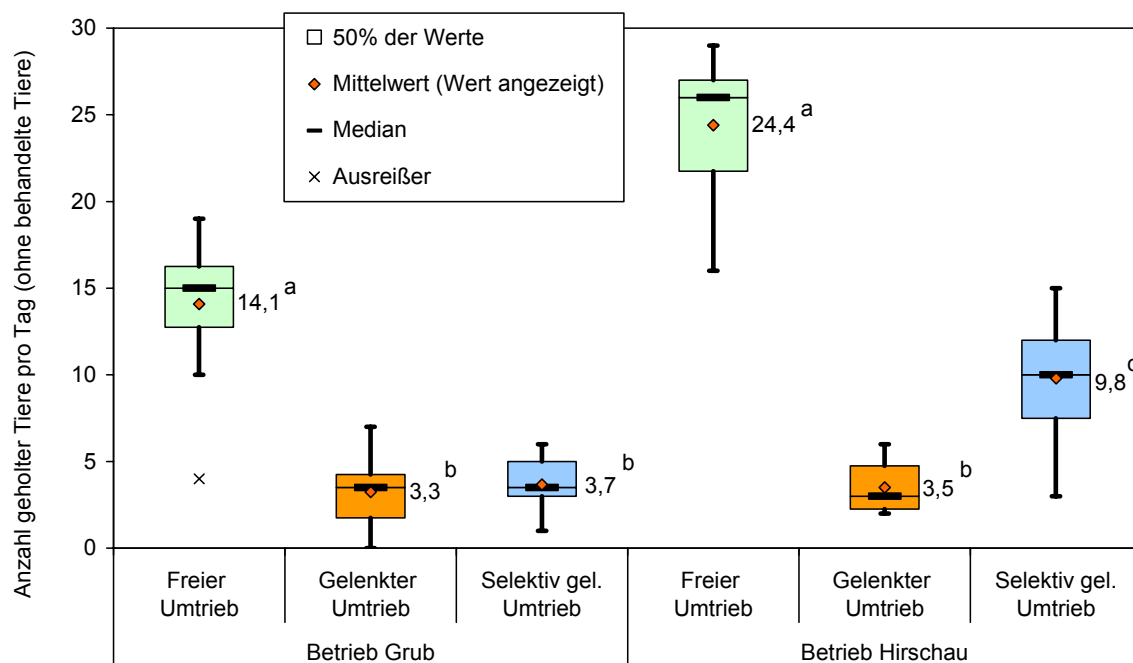 Anzahl geholter Tiere pro Tag (ohne behandelte Tiere)
30
25
20
15
10
5
0
50% der Werte
Mittelwert (Wert angezeigt)
Median
Ausreißer
14,1 a
3,3 b
3,7 b
24,4 a
3,5 b
9,8 c
Freier
Umtrieb
Gelenkter
Umtrieb
Selektiv gel.
Umtrieb
Freier
Umtrieb
Gelenkter
Umtrieb
Selektiv gel.
Umtrieb
Betrieb Grub
Betrieb Hirschau